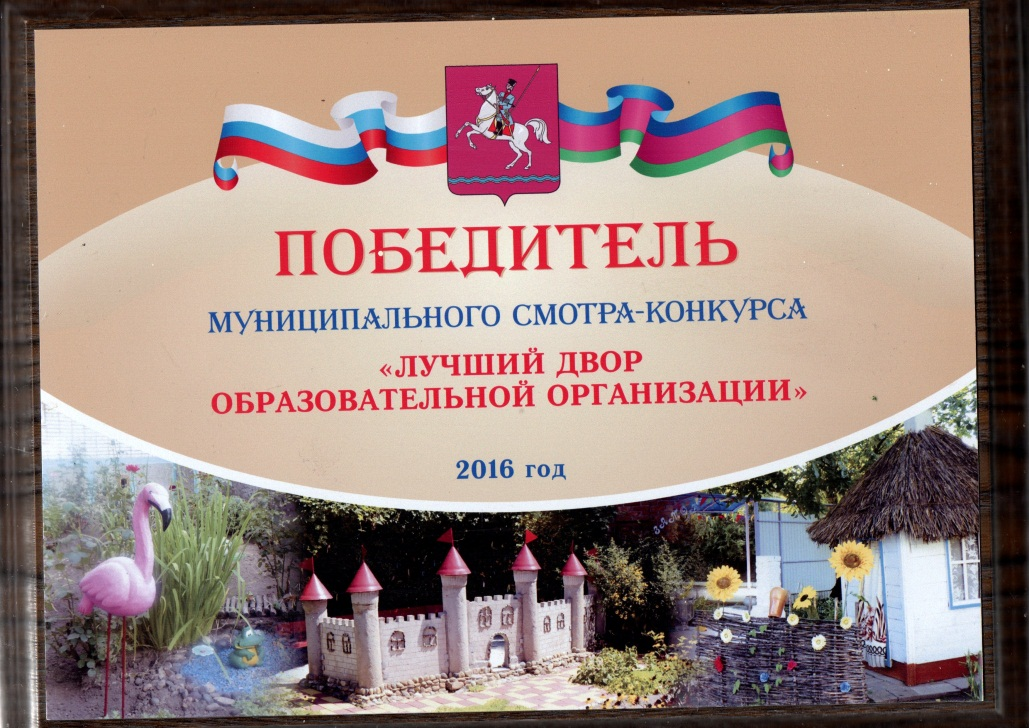 ПОБЕДИТЕЛЬ
МУНИЦИПАЛЬНОГО СМОТРА-КОНКУРСА
«ЛУЧШИЙ ДВОР
ОБРАЗОВАТЕЛЬНОЙ ОРГАНИЗАЦИИ»
2016 год